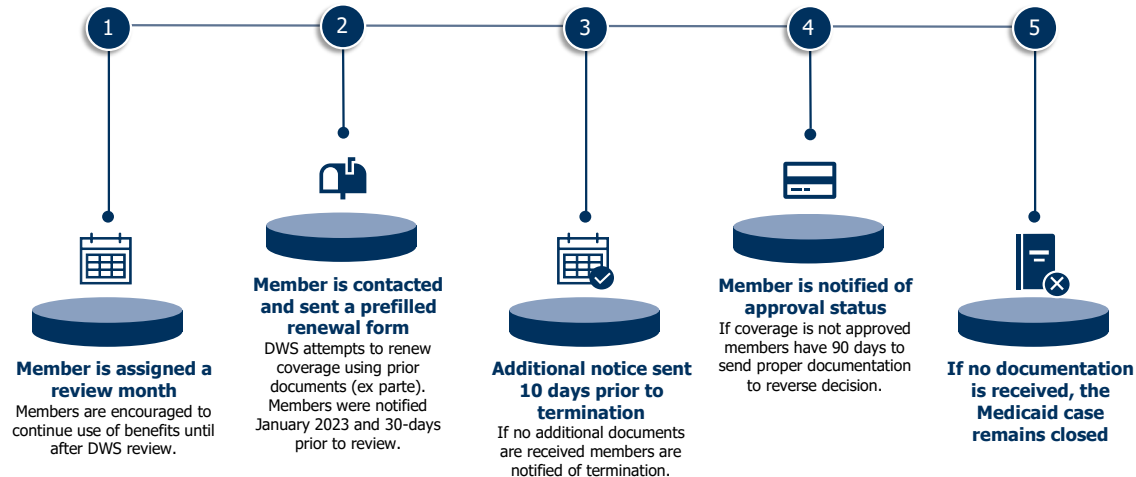 1
Member is assigned a
review month
Members are encouraged to
continue use of benefits until
after DWS review.
2
Member is contacted
and sent a prefilled
renewal form
DWS attempts to renew
coverage using prior
documents (ex parte).
Members were notified
January 2023 and 30-days
prior to review.
3
Additional notice sent
10 days prior to
termination
If no additional documents
are received members are
notified of termination.
4
Member is notified of
approval status
If coverage is not approved
members have 90 days to
send proper documentation
to reverse decision.
5
If no documentation
is received, the
Medicaid case
remains closed